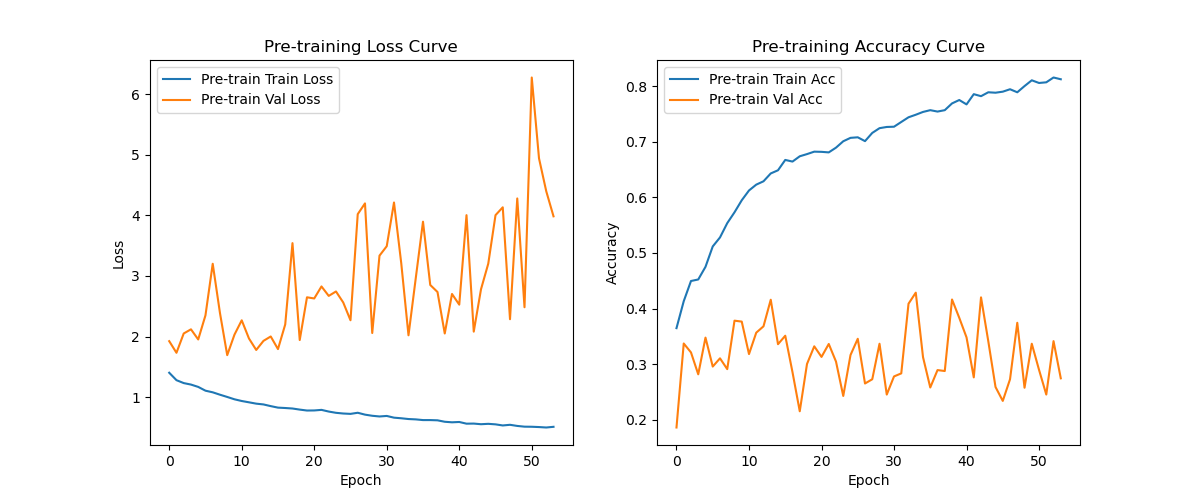 Pre-training Loss Curve
Pre-train Train Loss
Pre-train Val Loss
6
5
4
3
2
1
Loss
0 10 20 30 40 50
Epoch
Pre-training Accuracy Curve
Pre-train Train Acc
Pre-train Val Acc
0.8
0.7
0.6
0.5
0.4
0.3
0.2
Accuracy
0 10 20 30 40 50
Epoch